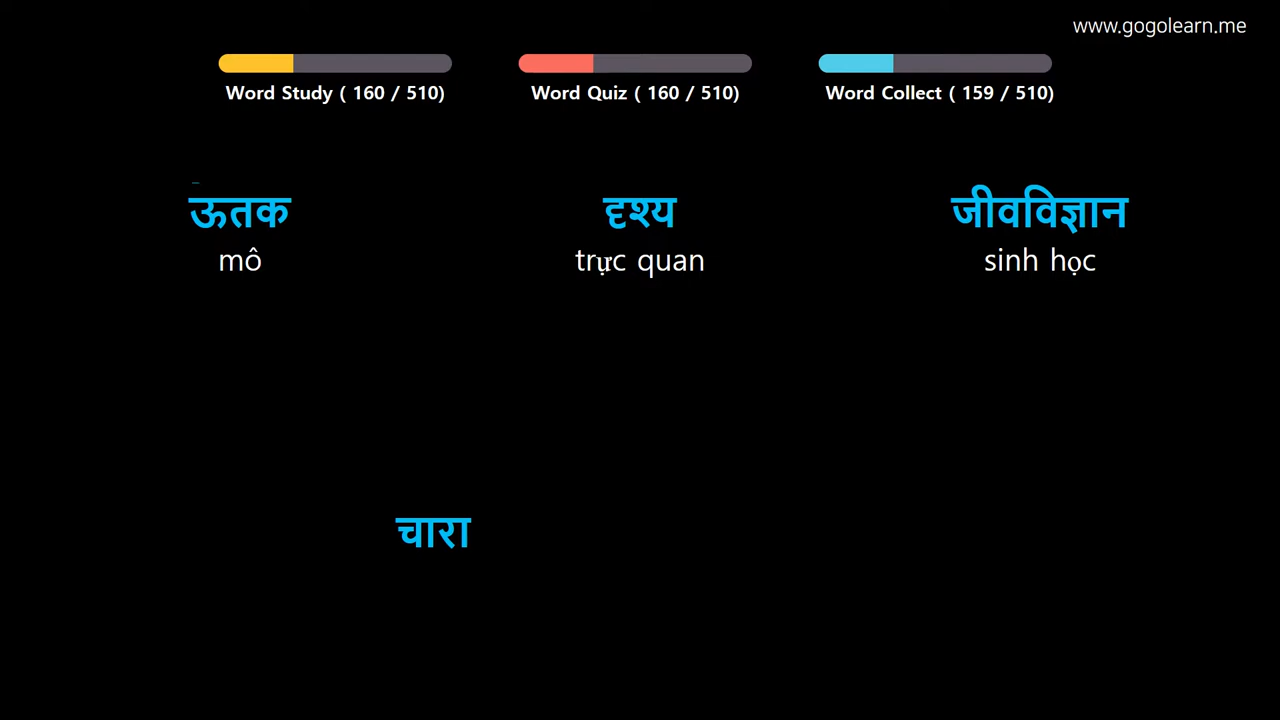 www.gogolearn.me
Word Study ( 160 / 510)
Word Quiz ( 160 / 510)
Word Collect ( 159 / 510)
ऊतक
mô
दृश्य
trực quan
जीवविज्ञान
sinh học
चारा